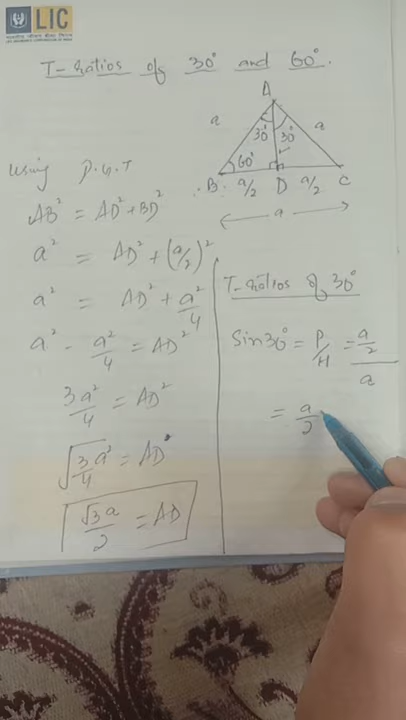 LIC
T-ratios of 30° and 60°.
A
a
30° 30°
a
60°
B a/2 D a/2 C
a
Using P.G.T
AB² = AD² + BD²
a² = AD² + (a/2)²
a² = AD² + a²/4
a² - a²/4 = AD²
3a²/4 = AD²
√3/4 a² = AD
√3a/2 = AD
T-ratios of 30°
Sin30° = P/H = a/2/a
= a/2